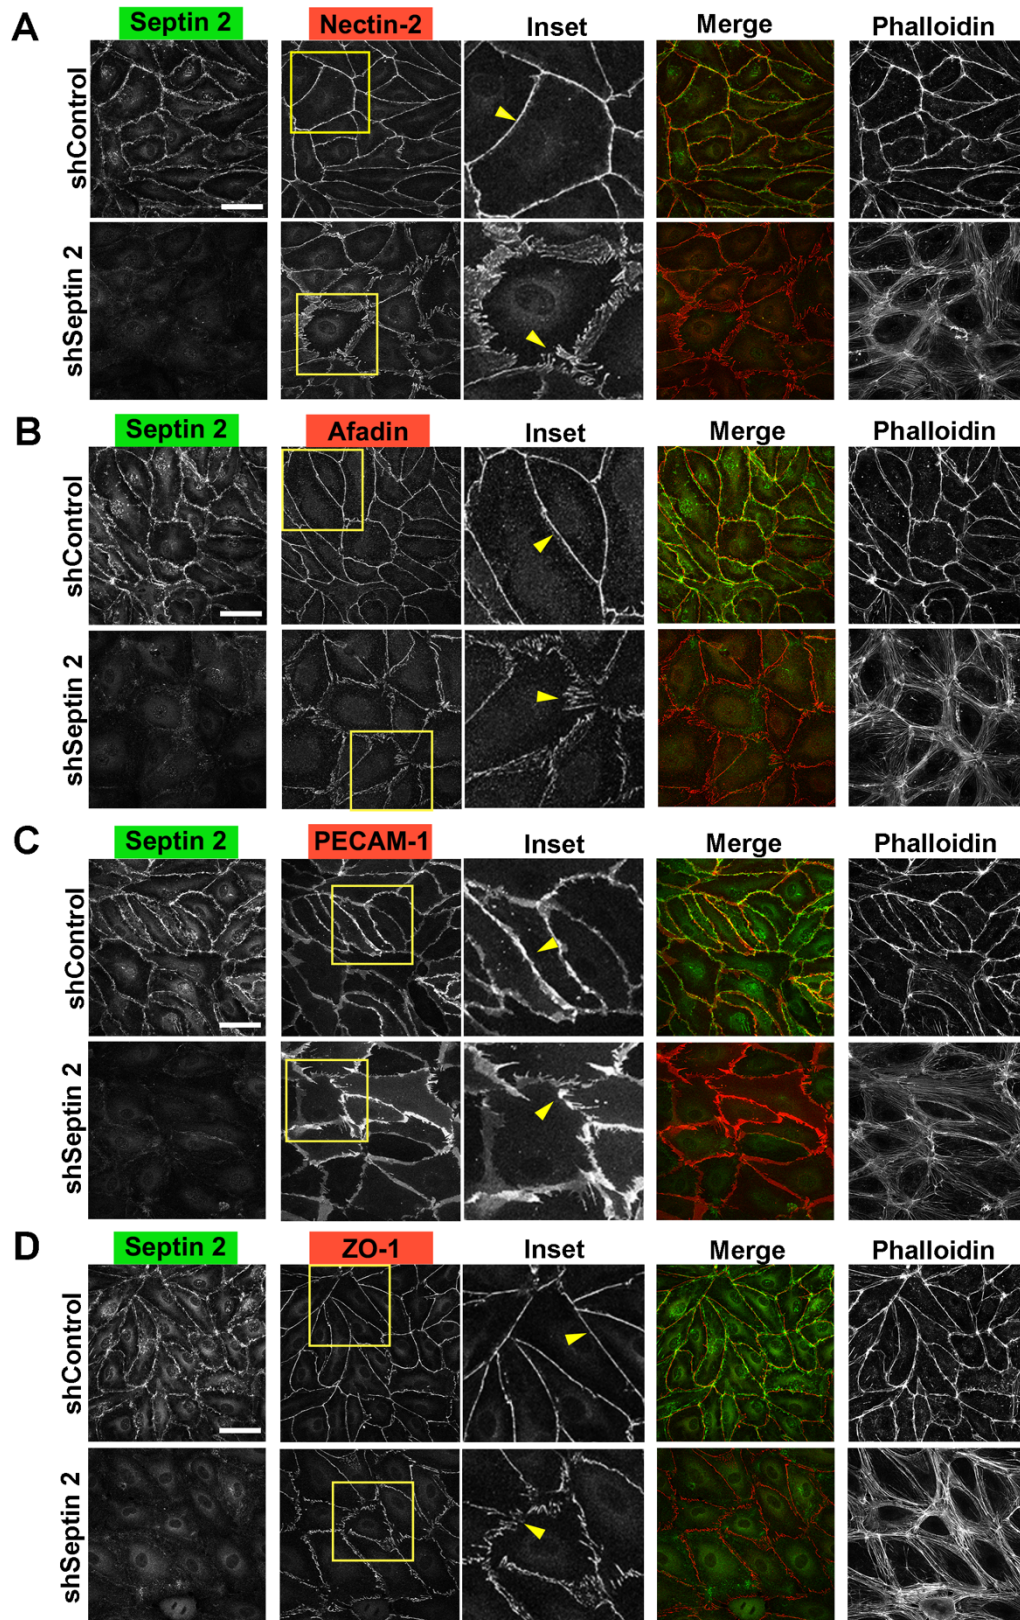 A
Septin 2 Nectin-2 Inset Merge Phalloidin
shControl
shSeptin 2
B
Septin 2 Afadin Inset Merge Phalloidin
shControl
shSeptin 2
C
Septin 2 PECAM-1 Inset Merge Phalloidin
shControl
shSeptin 2
D
Septin 2 ZO-1 Inset Merge Phalloidin
shControl
shSeptin 2